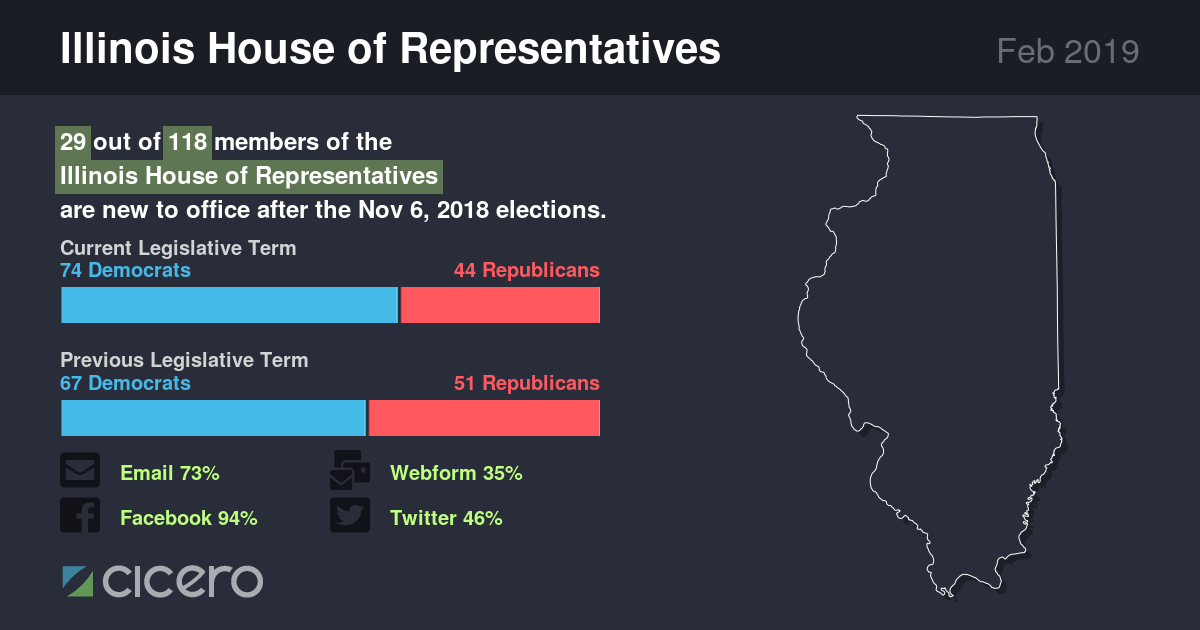 Illinois House of Representatives
Feb 2019
29 out of 118 members of the
Illinois House of Representatives
are new to office after the Nov 6, 2018 elections.
Current Legislative Term
74 Democrats 44 Republicans
Previous Legislative Term
67 Democrats 51 Republicans
Email 73% Webform 35%
Facebook 94% Twitter 46%
cicero